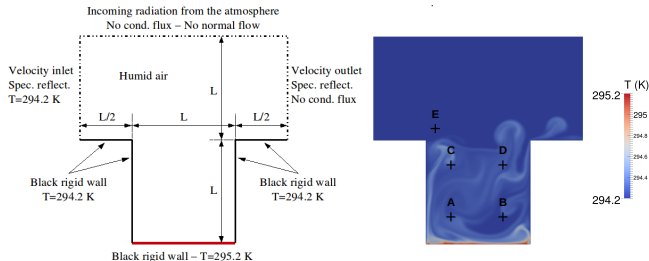 Incoming radiation from the atmosphere
No cond. flux – No normal flow
Velocity inlet
Spec. reflect.
T=294.2 K
Humid air
L
Velocity outlet
Spec. reflect.
No cond. flux
L/2
L
L/2
Black rigid wall
T=294.2 K
L
Black rigid wall
T=294.2 K
Black rigid wall – T=295.2 K
E
C
D
A
B
T (K)
295.2
295
294.8
294.6
294.4
294.2